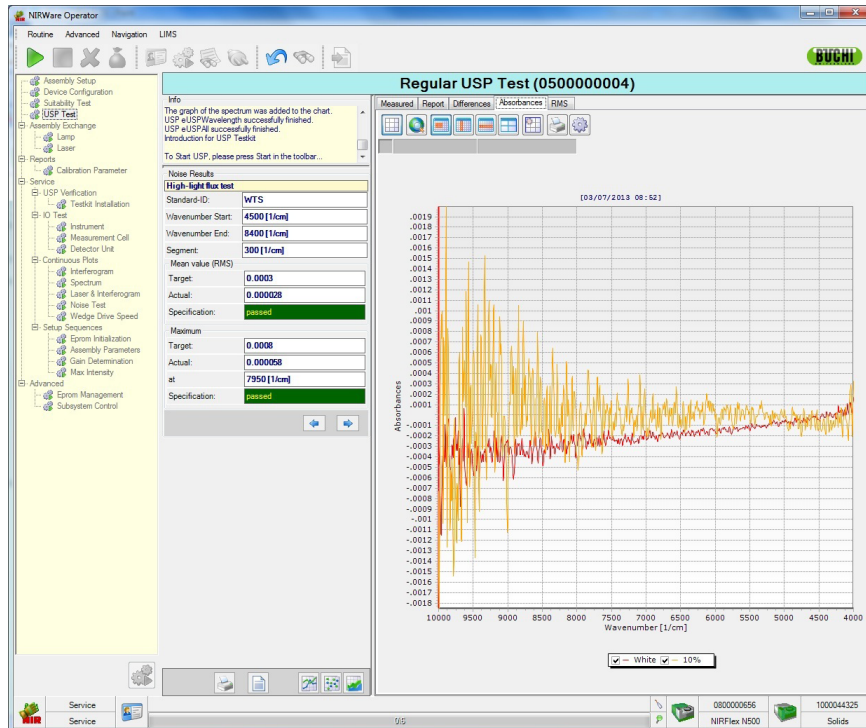 NIRWare Operator
Routine Advanced Navigation LIMS
BUCHI
Assembly Setup
Device Configuration
Suitability Test
USP Test
Assembly Exchange
Lamp
Laser
Reports
Calibration Parameter
Service
USP Verification
Testkit Installation
IO Test
Instrument
Measurement Cell
Detector Unit
Continuous Plots
Interferogram
Spectrum
Laser & Interferogram
Noise Test
Wedge Drive Speed
Setup Sequences
Eprom Initialization
Assembly Parameters
Gain Determination
Max Intensity
Advanced
Eprom Management
Subsystem Control
Regular USP Test (0500000004)
Info
The graph of the spectrum was added to the chart.
USP eUSPWavelength successfully finished.
USP eUSPAll successfully finished.
Introduction for USP Testkit
To Start USP, please press Start in the toolbar...
Noise Results
High-light flux test
Standard-ID: WTS
Wavenumber Start: 4500 [1/cm]
Wavenumber End: 8400 [1/cm]
Segment: 300 [1/cm]
Mean value (RMS)
Target: 0.0003
Actual: 0.000028
Specification: passed
Maximum
Target: 0.0008
Actual: 0.000058
at 7950 [1/cm]
Specification: passed
Measured Report Differences Absorbances RMS
[03/07/2013 08:52]
Absorbances
.0019
.0018
.0017
.0016
.0015
.0014
.0013
.0012
.0011
.001
.0009
.0008
.0007
.0006
.0005
.0004
.0003
.0002
.0001
-.0001
-.0002
-.0003
-.0004
-.0005
-.0006
-.0007
-.0008
-.0009
-.001
-.0011
-.0012
-.0013
-.0014
-.0015
-.0016
-.0017
-.0018
10000 9500 9000 8500 8000 7500 7000 6500 6000 5500 5000 4500 4000
Wavenumber [1/cm]
White 10%
NIR
Service
Service
0800000656
NIRFlex N500
1000044325
Solids